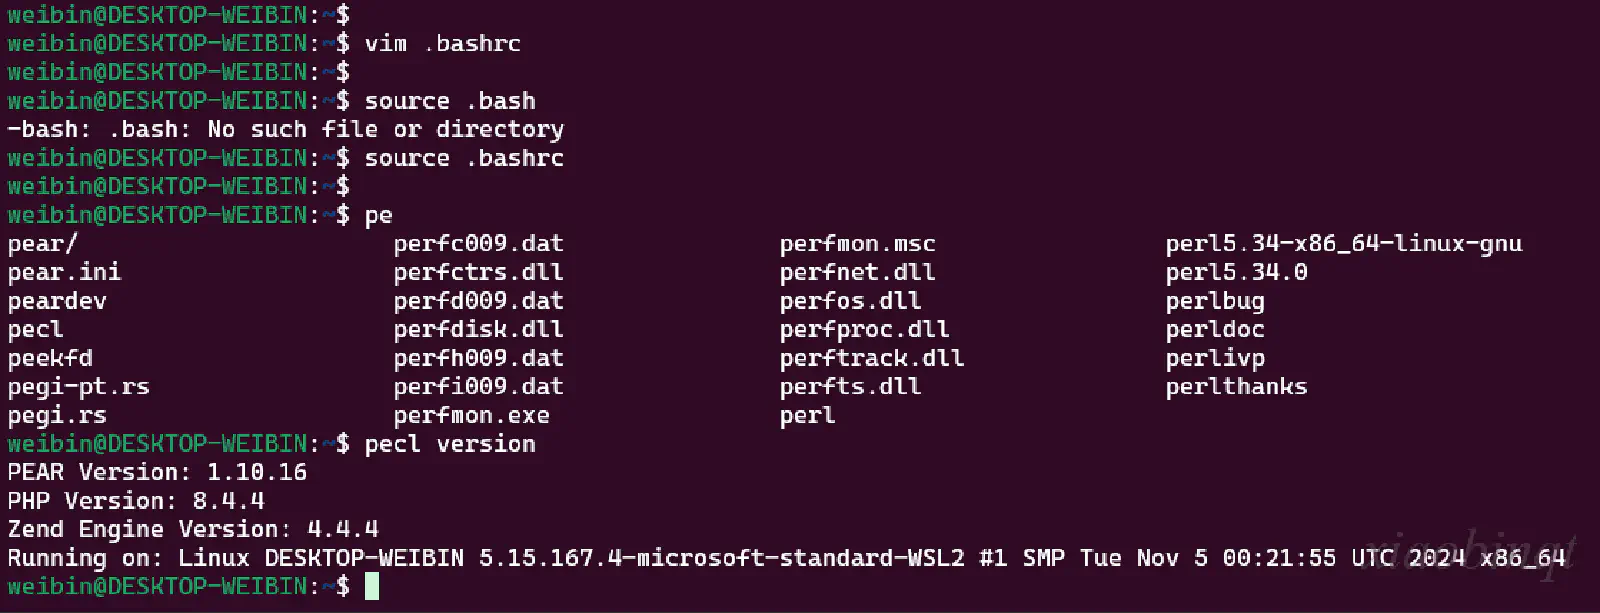 weibin@DESKTOP-WEIBIN:~$
weibin@DESKTOP-WEIBIN:~$ vim .bashrc
weibin@DESKTOP-WEIBIN:~$
weibin@DESKTOP-WEIBIN:~$ source .bash
-bash: .bash: No such file or directory
weibin@DESKTOP-WEIBIN:~$ source .bashrc
weibin@DESKTOP-WEIBIN:~$
weibin@DESKTOP-WEIBIN:~$ pe
pear/ perfc009.dat perfmon.msc perl5.34-x86_64-linux-gnu
pear.ini perfctrs.dll perfnet.dll perl5.34.0
peardev perfd009.dat perfos.dll perlbug
pecl perfdisk.dll perfproc.dll perldoc
peekfd perfh009.dat perftrack.dll perlivp
pegi-pt.rs perfi009.dat perfts.dll perlthanks
pegi.rs perfmon.exe perl
weibin@DESKTOP-WEIBIN:~$ pecl version
PEAR Version: 1.10.16
PHP Version: 8.4.4
Zend Engine Version: 4.4.4
Running on: Linux DESKTOP-WEIBIN 5.15.167.4-microsoft-standard-WSL2 #1 SMP Tue Nov 5 00:21:55 UTC 2024 x86_64
weibin@DESKTOP-WEIBIN:~$
xiaobinqt